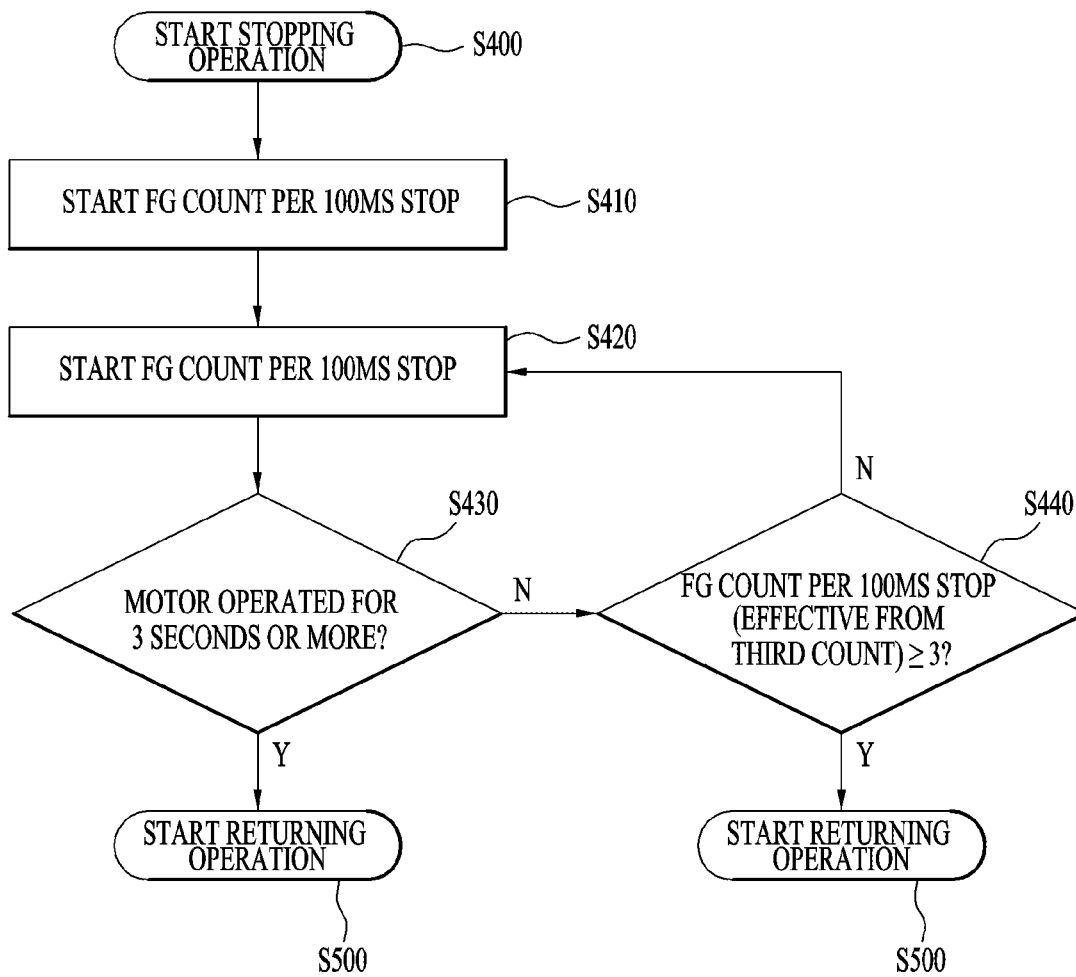 START STOPPING
OPERATION
S400
START FG COUNT PER 100MS STOP
S410
START FG COUNT PER 100MS STOP
S420
MOTOR OPERATED FOR
3 SECONDS OR MORE?
S430
N
Y
FG COUNT PER 100MS STOP
(EFFECTIVE FROM
THIRD COUNT) ≥ 3?
S440
N
Y
START RETURNING
OPERATION
S500
START RETURNING
OPERATION
S500